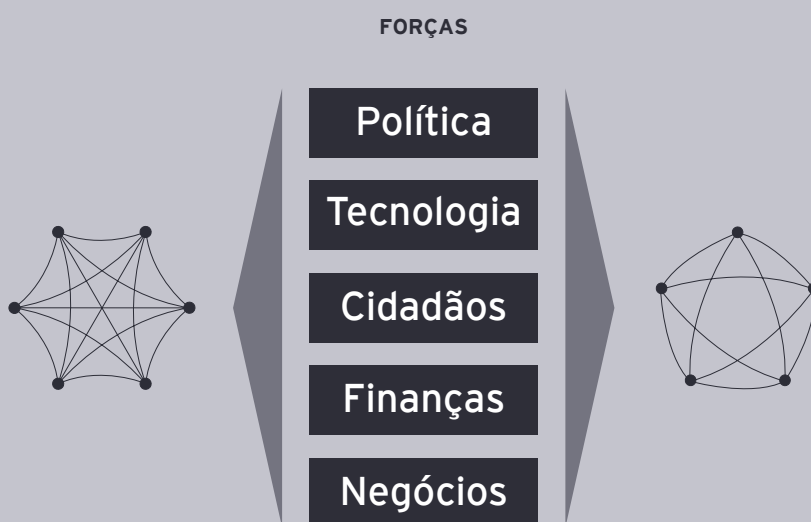 FORÇAS
Política
Tecnologia
Cidadãos
Finanças
Negócios